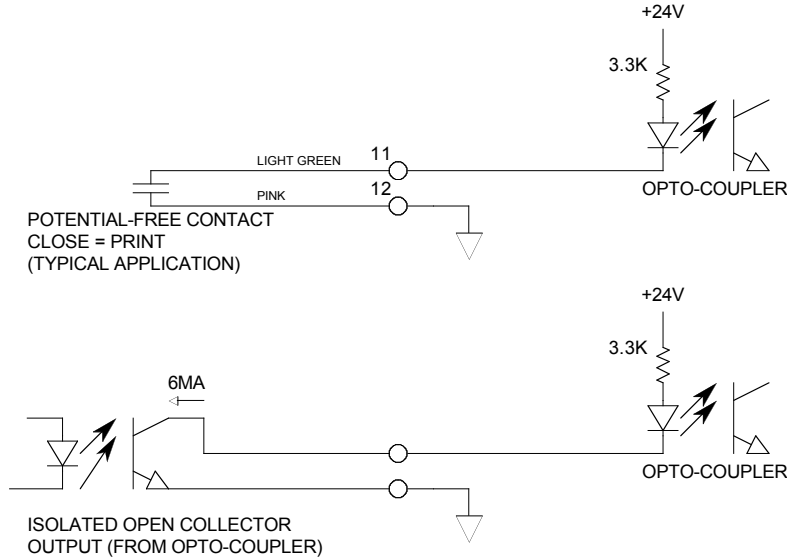 +24V
3.3K
LIGHT GREEN
11
PINK
12
OPTO-COUPLER
POTENTIAL-FREE CONTACT
CLOSE = PRINT
(TYPICAL APPLICATION)
+24V
3.3K
6MA
OPTO-COUPLER
ISOLATED OPEN COLLECTOR
OUTPUT (FROM OPTO-COUPLER)